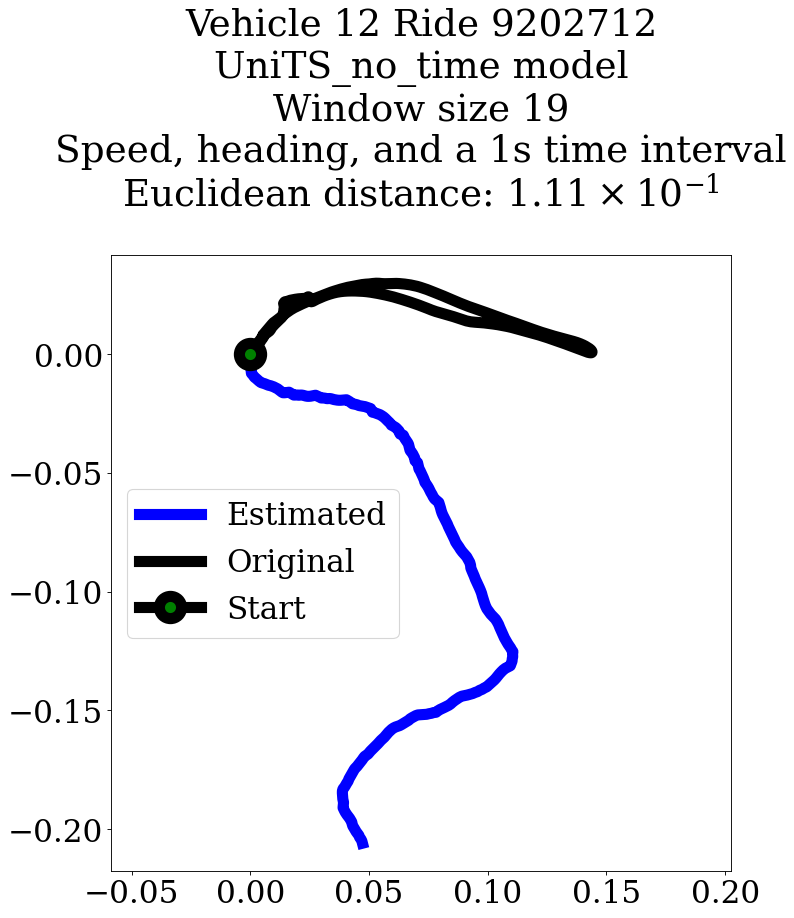 Vehicle 12 Ride 9202712
UniTS_no_time model
Window size 19
Speed, heading, and a 1s time interval
Euclidean distance: $1.11 × 10^{-1}$
0.00
−0.05
−0.10
−0.15
−0.20
Estimated
Original
Start
−0.05 0.00 0.05 0.10 0.15 0.20